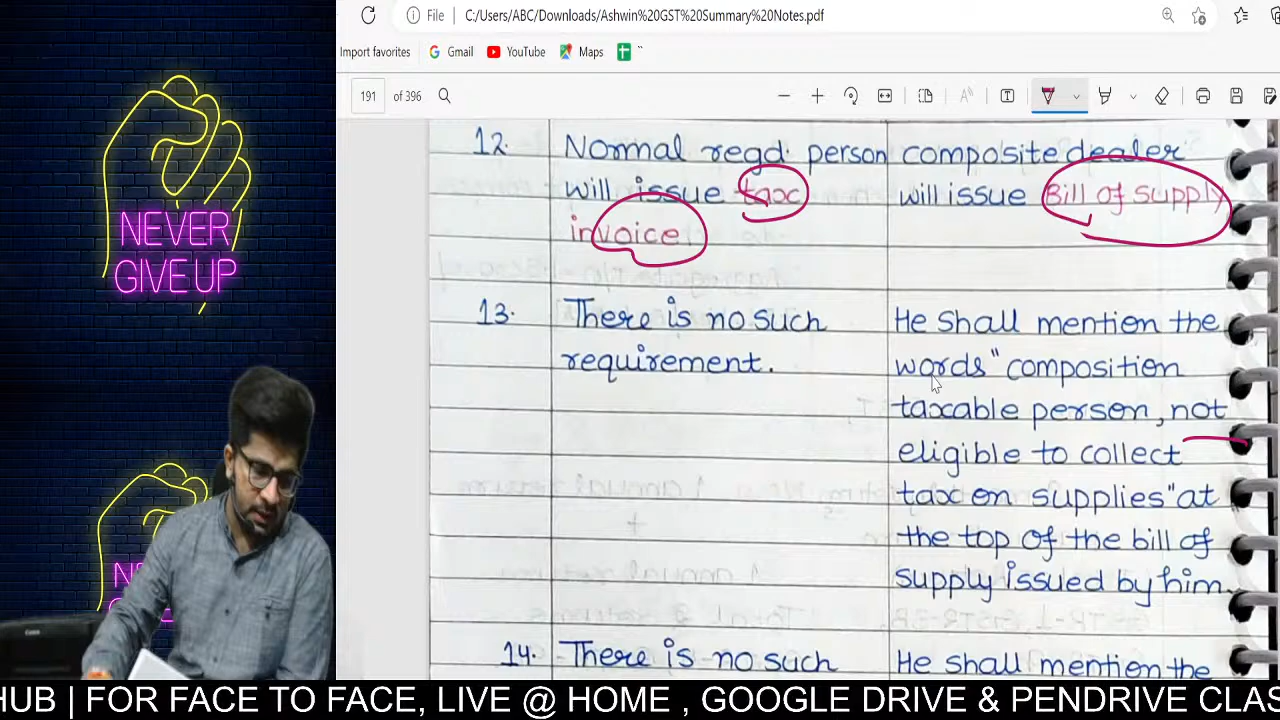 File
C:/Users/ABC/Downloads/Ashwin%20GST%20Summary%20Notes.pdf
Import favorites
Gmail
YouTube
Maps
191 of 396
NEVER
GIVE UP
12. Normal regd. person composite dealer
will issue tax will issue Bill of supply
invoice.
13. There is no such He shall mention the
requirement. words "composition
taxable person, not
eligible to collect
tax on supplies" at
the top of the bill of
supply issued by him.
14. There is no such He shall mention the
HUB | FOR FACE TO FACE, LIVE @ HOME , GOOGLE DRIVE & PENDRIVE CLAS